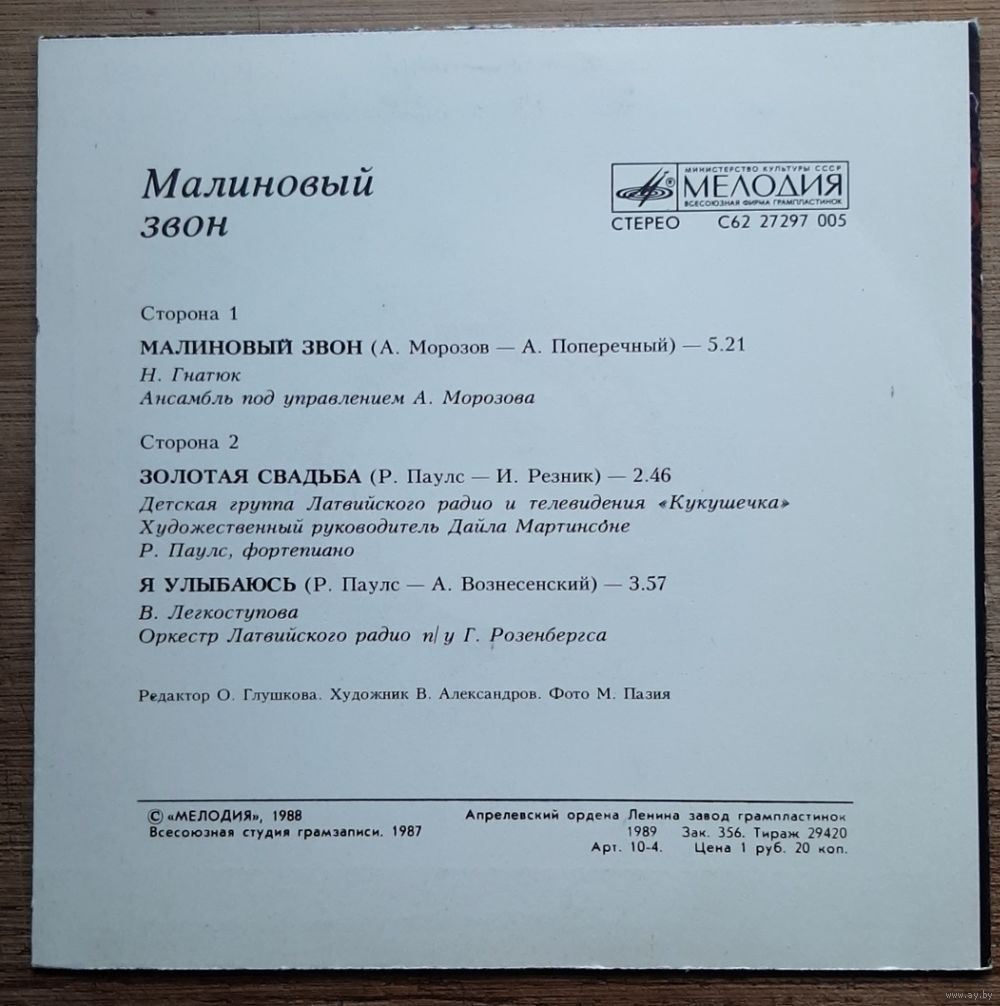 Малиновый
звон
МИНИСТЕРСТВО КУЛЬТУРЫ СССР
МЕЛОДИЯ
ВСЕСОЮЗНАЯ ФИРМА ГРАМПЛАСТИНОК
СТЕРЕО С62 27297 005
Сторона 1
МАЛИНОВЫЙ ЗВОН (А. Морозов — А. Поперечный) — 5.21
Н. Гнатюк
Ансамбль под управлением А. Морозова
Сторона 2
ЗОЛОТАЯ СВАДЬБА (Р. Паулс — И. Резник) — 2.46
Детская группа Латвийского радио и телевидения «Кукушечка»
Художественный руководитель Дайла Мартинсоне
Р. Паулс, фортепиано
Я УЛЫБАЮСЬ (Р. Паулс — А. Вознесенский) — 3.57
В. Легкоступова
Оркестр Латвийского радио п/у Г. Розенбергса
Редактор О. Глушкова. Художник В. Александров. Фото М. Пазия
© «МЕЛОДИЯ», 1988
Всесоюзная студия грамзаписи. 1987
Апрелевский ордена Ленина завод грампластинок
1989 Зак. 356. Тираж 29420
Арт. 10-4. Цена 1 руб. 20 коп.
www.ay.by